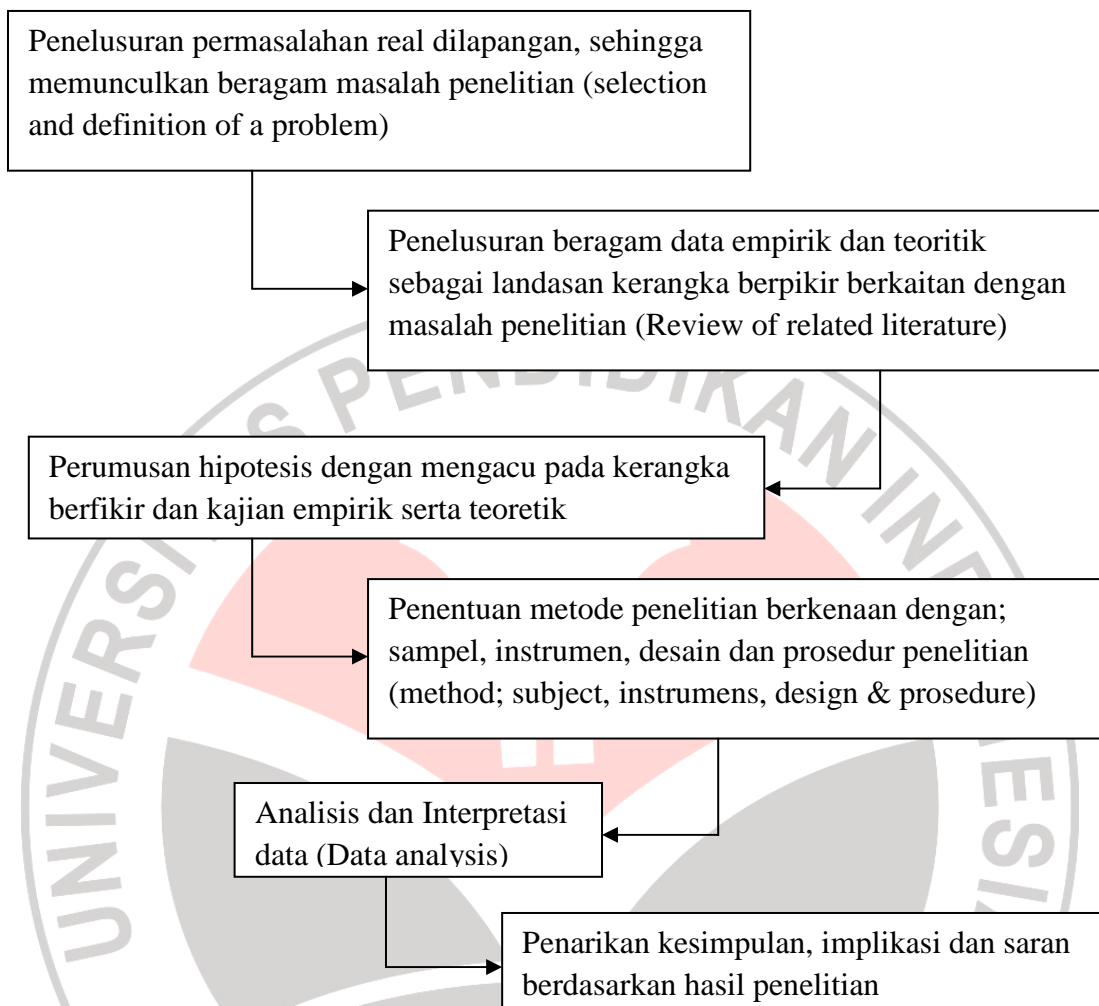 Penelusuran permasalahan real dilapangan, sehingga
memunculkan beragam masalah penelitian (selection
and definition of a problem)
Penelusuran beragam data empirik dan teoritik
sebagai landasan kerangka berpikir berkaitan dengan
masalah penelitian (Review of related literature)
Perumusan hipotesis dengan mengacu pada kerangka
berfikir dan kajian empirik serta teoretik
Penentuan metode penelitian berkenaan dengan;
sampel, instrumen, desain dan prosedur penelitian
(method; subject, instrumens, design & prosedure)
Analisis dan Interpretasi
data (Data analysis)
Penarikan kesimpulan, implikasi dan saran
berdasarkan hasil penelitian
UNIVERSITAS PENDIDIKAN INDONESIA